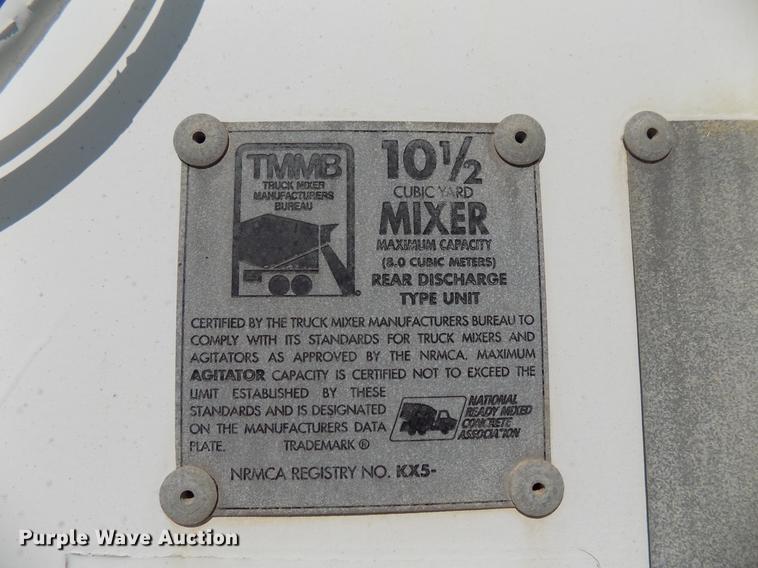 TMMB
TRUCK MIXER
MANUFACTURERS
BUREAU
10 1/2
CUBIC YARD
MIXER
MAXIMUM CAPACITY
(8.0 CUBIC METERS)
REAR DISCHARGE
TYPE UNIT
CERTIFIED BY THE TRUCK MIXER MANUFACTURERS BUREAU TO
COMPLY WITH ITS STANDARDS FOR TRUCK MIXERS AND
AGITATORS AS APPROVED BY THE NRMCA. MAXIMUM
AGITATOR CAPACITY IS CERTIFIED NOT TO EXCEED THE
LIMIT ESTABLISHED BY THESE
STANDARDS AND IS DESIGNATED
ON THE MANUFACTURERS DATA
PLATE. TRADEMARK ®
NATIONAL
READY MIXED
CONCRETE
ASSOCIATION
NRMCA REGISTRY NO. KX5-
Purple Wave Auction